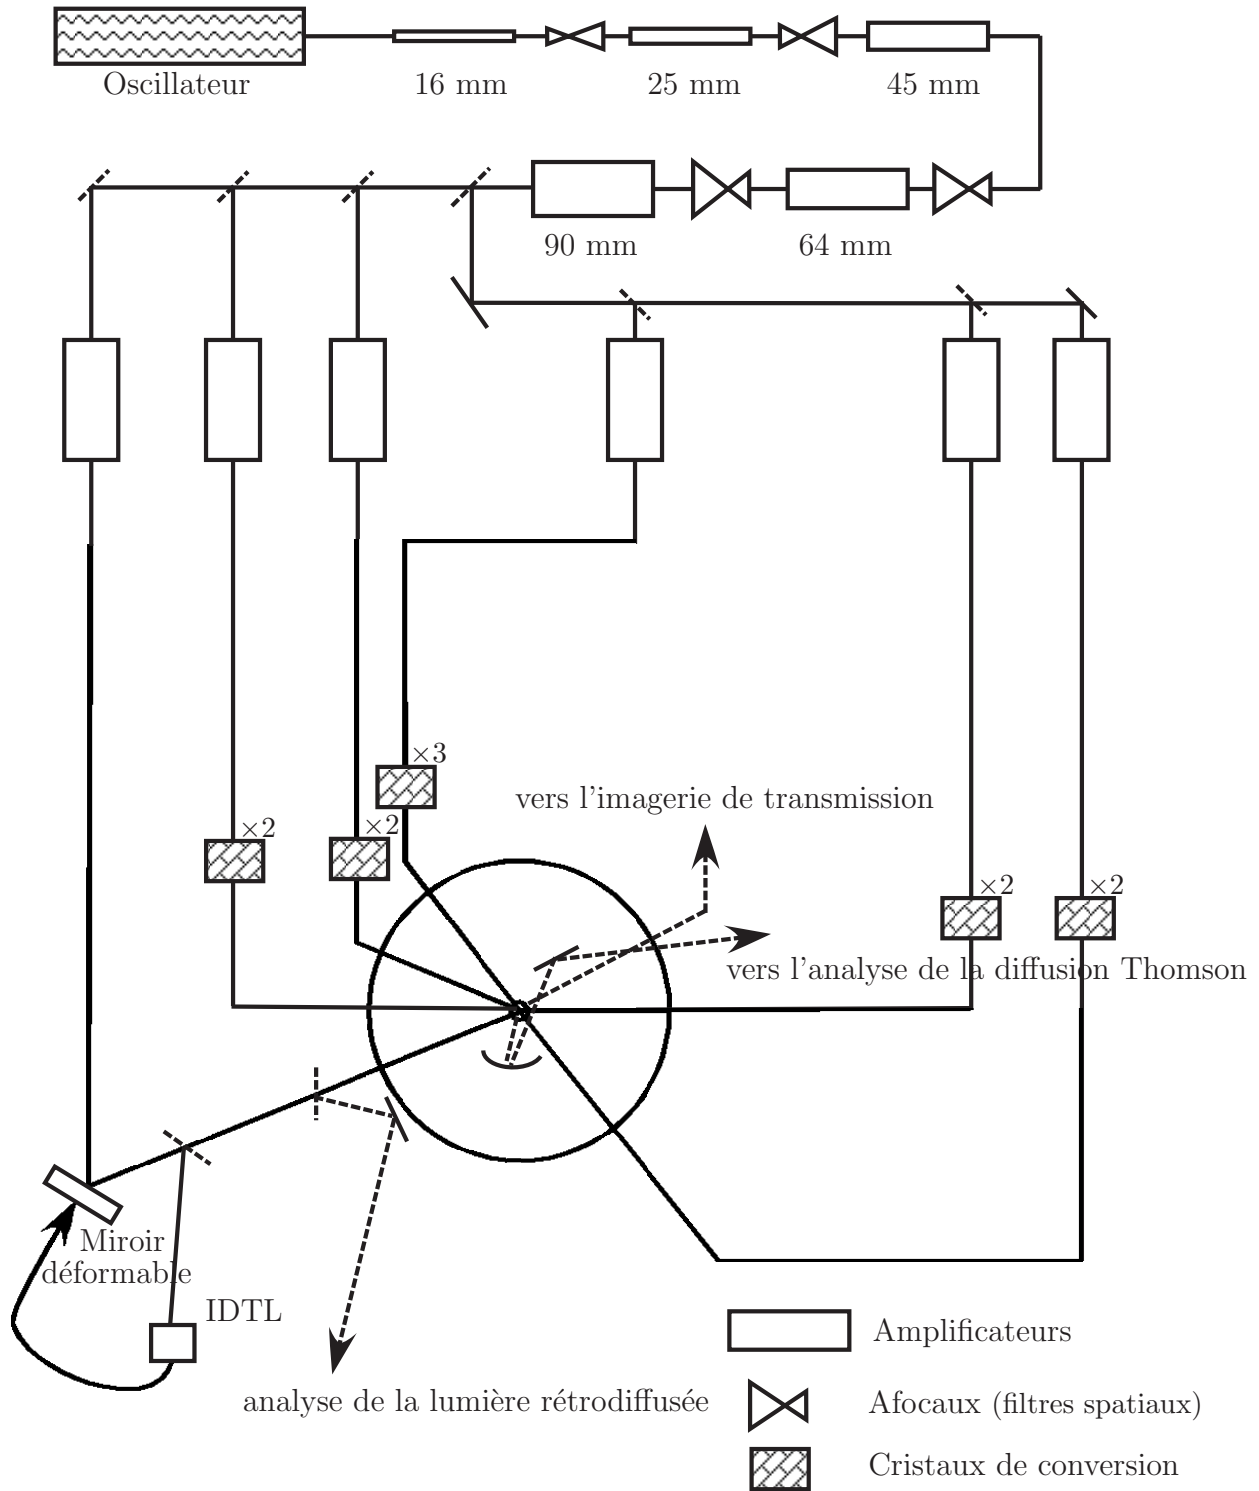 Oscillateur
16 mm
25 mm
45 mm
90 mm
64 mm
×3
×2
×2
vers l'imagerie de transmission
×2
×2
vers l'analyse de la diffusion Thomson
Miroir
déformable
IDTL
analyse de la lumière rétrodiffusée
Amplificateurs
Afocaux (filtres spatiaux)
Cristaux de conversion